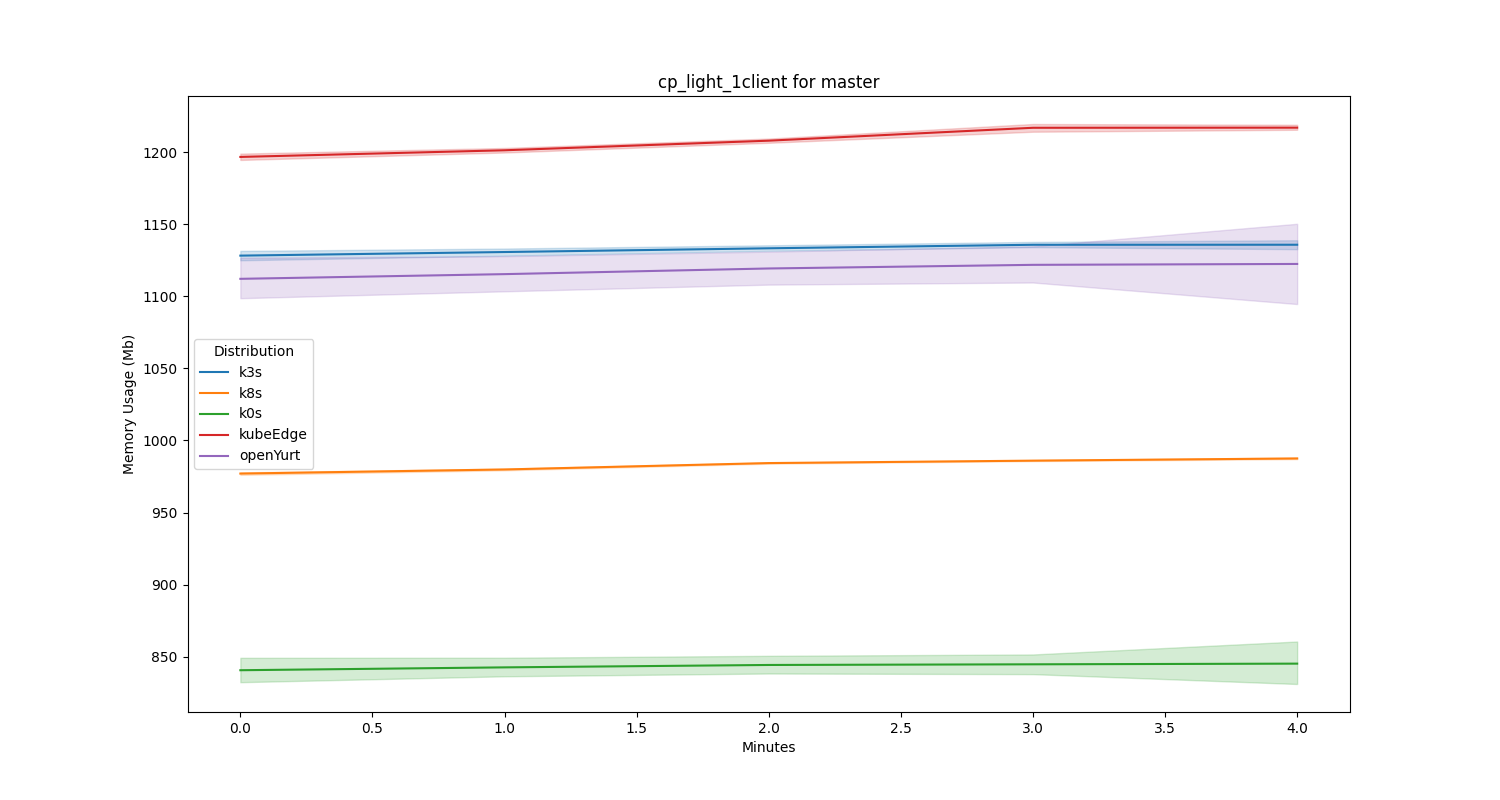 cp_light_1client for master
Memory Usage (Mb)
1200
1150
1100
1050
1000
950
900
850
Distribution
k3s
k8s
k0s
kubeEdge
openYurt
0.0 0.5 1.0 1.5 2.0 2.5 3.0 3.5 4.0
Minutes